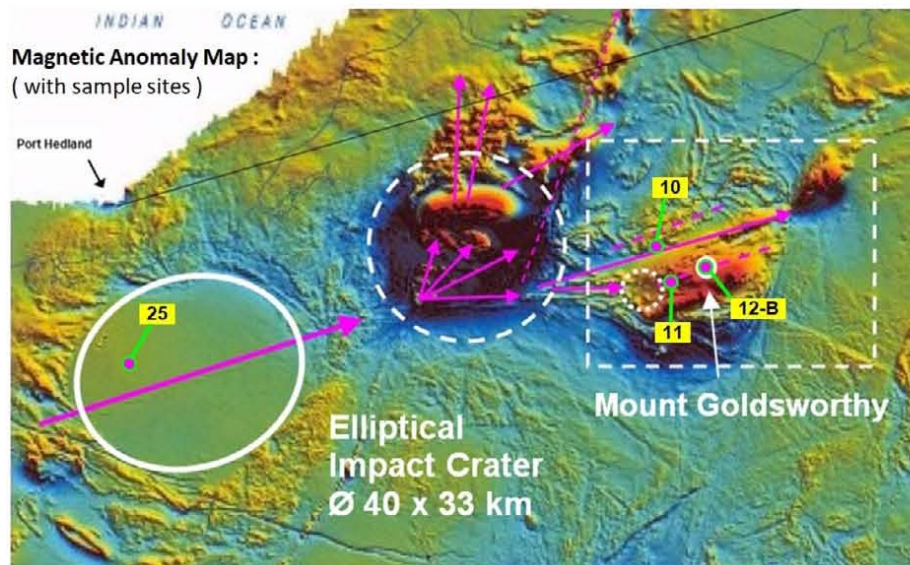 INDIAN OCEAN
Magnetic Anomaly Map :
( with sample sites )
Port Hedland
10
25
11
12-B
Mount Goldsworthy
Elliptical
Impact Crater
Ø 40 x 33 km